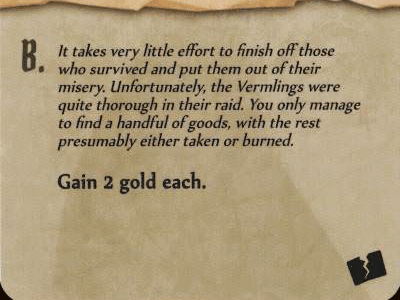 B. It takes very little effort to finish off those
who survived and put them out of their
misery. Unfortunately, the Vermlings were
quite thorough in their raid. You only manage
to find a handful of goods, with the rest
presumably either taken or burned.
Gain 2 gold each.